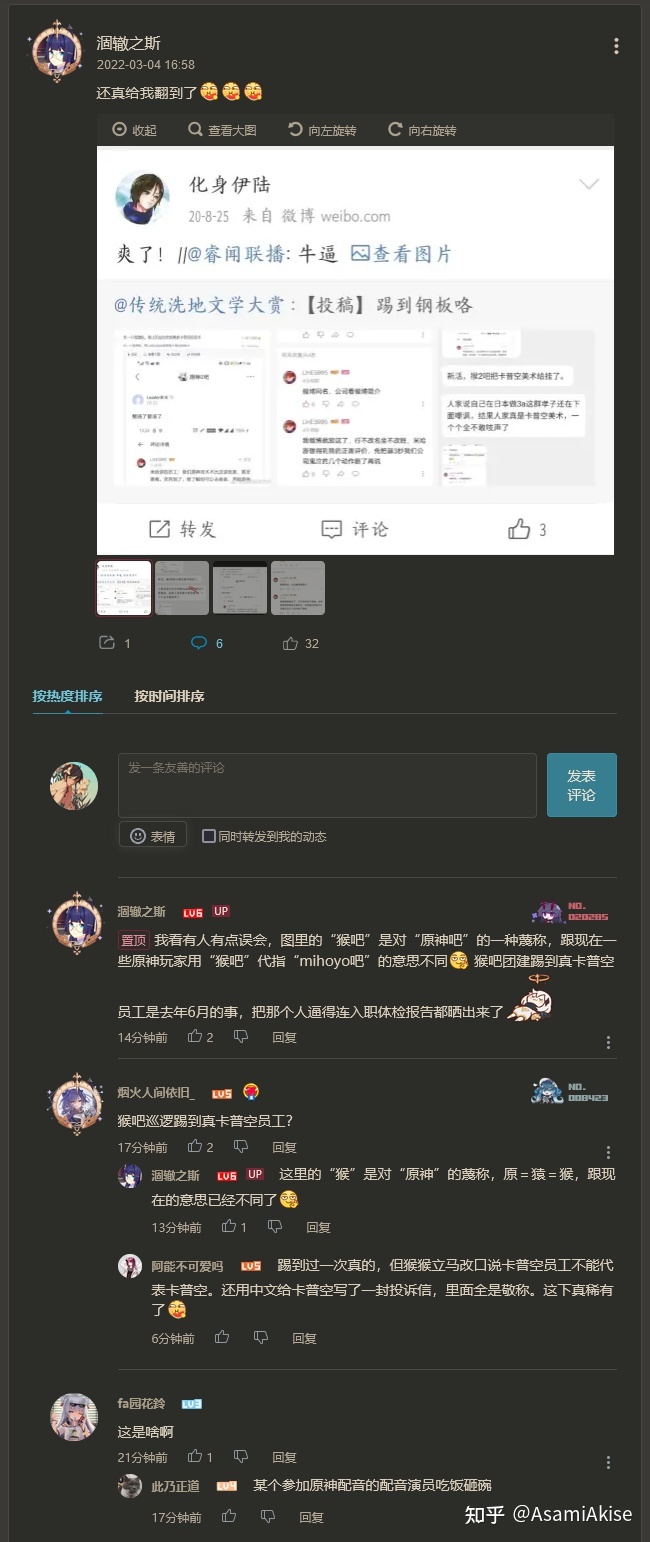 涸辙之斯
2022-03-04 16:58
还真给我翻到了
收起 查看大图 向左旋转 向右旋转
化身伊陆
20-8-25 来自 微博 weibo.com
爽了！//@睿闻联播: 牛逼 查看图片
@传统洗地文学大赏：【投稿】踢到钢板咯
新活，猴2吧把卡普空美术给挂了。
人家说自己在日本做3a这群孝子还在下
面嘲讽，结果人家真是卡普空美术，一
个个全不敢吱声了
转发 评论 3
1 6 32
按热度排序 按时间排序
发一条友善的评论
发表
评论
表情 同时转发到我的动态
涸辙之斯 LV6 UP
NO.
020285
置顶 我看有人有点误会，图里的“猴吧”是对“原神吧”的一种蔑称，跟现在一
些原神玩家用“猴吧”代指“mihoyo吧”的意思不同 猴吧团建踢到真卡普空
员工是去年6月的事，把那个人逼得连入职体检报告都晒出来了
14分钟前 2 回复
烟火人间依旧_ LV5
NO.
008423
猴吧巡逻踢到真卡普空员工?
17分钟前 2 回复
涸辙之斯 LV6 UP 这里的“猴”是对“原神”的蔑称，原＝猿＝猴，跟现
在的意思已经不同了
13分钟前 1 回复
阿能不可爱吗 LV5 踢到过一次真的，但猴猴立马改口说卡普空员工不能代
表卡普空。还用中文给卡普空写了一封投诉信，里面全是敬称。这下真稀有
了
6分钟前 回复
fa园花鈴 LV3
这是啥啊
21分钟前 1 回复
此乃正道 LV4 某个参加原神配音的配音演员吃饭砸碗
17分钟前 回复
知乎 @AsamiAkise